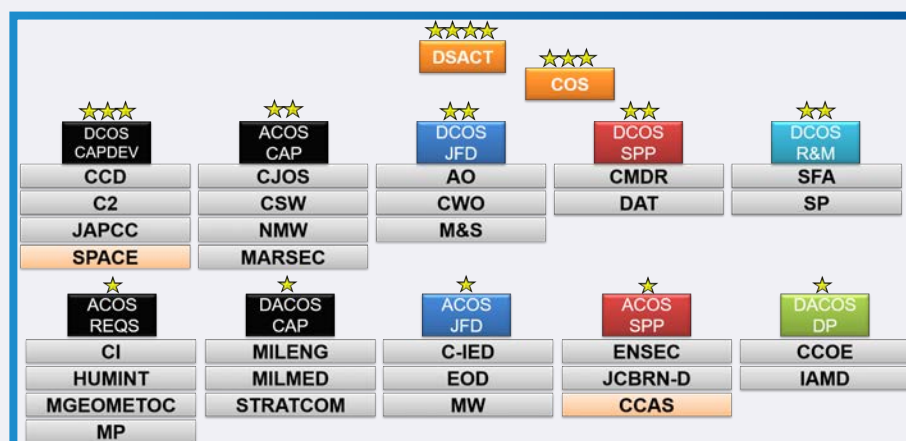 DSACT
COS
DCOS
CAPDEV
CCD
C2
JAPCC
SPACE
ACOS
CAP
CJOS
CSW
NMW
MARSEC
DCOS
JFD
AO
CWO
M&S
DCOS
SPP
CMDR
DAT
DCOS
R&M
SFA
SP
ACOS
REQS
CI
HUMINT
MGEOMETOC
MP
DACOS
CAP
MILENG
MILMED
STRATCOM
ACOS
JFD
C-IED
EOD
MW
ACOS
SPP
ENSEC
JCBRN-D
CCAS
DACOS
DP
CCOE
IAMD